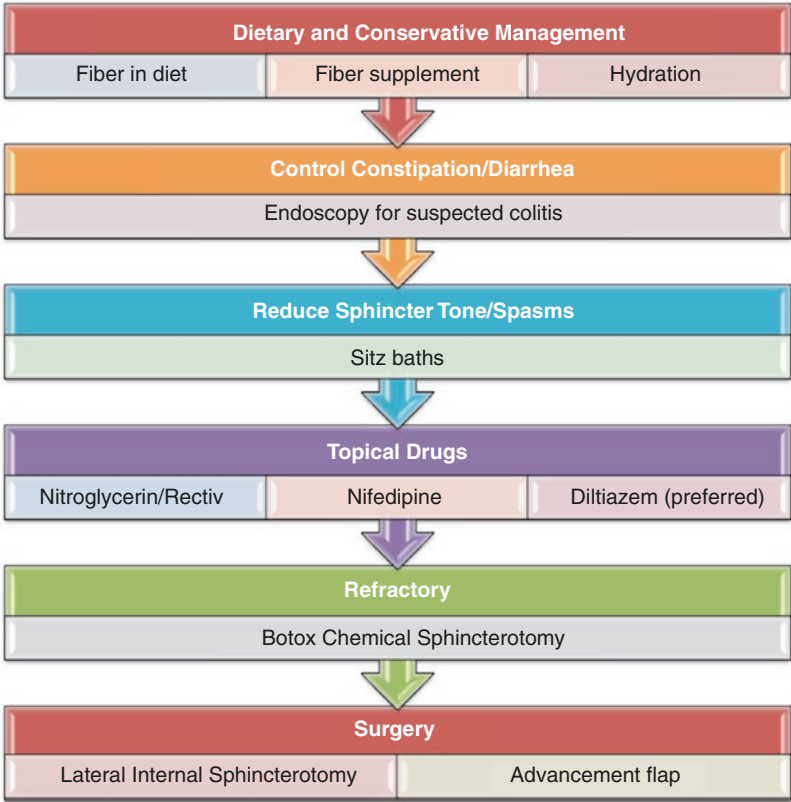 Dietary and Conservative Management
Fiber in diet
Fiber supplement
Hydration
Control Constipation/Diarrhea
Endoscopy for suspected colitis
Reduce Sphincter Tone/Spasms
Sitz baths
Topical Drugs
Nitroglycerin/Rectiv
Nifedipine
Diltiazem (preferred)
Refractory
Botox Chemical Sphincterotomy
Surgery
Lateral Internal Sphincterotomy
Advancement flap